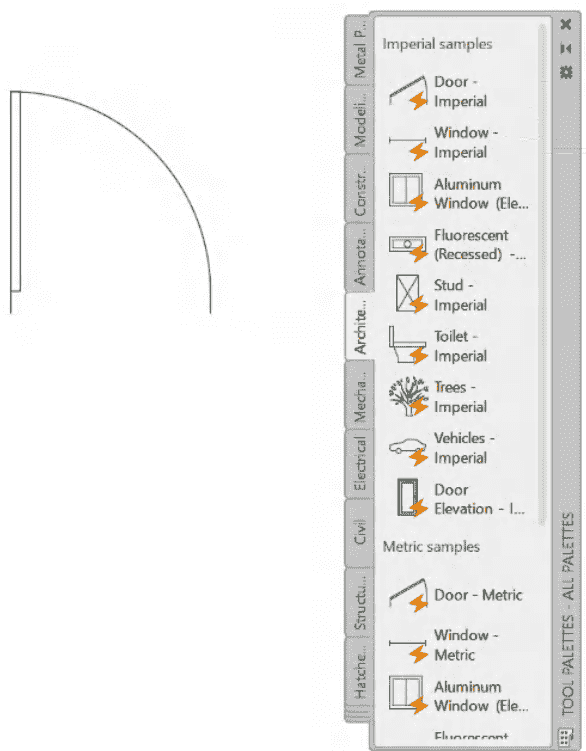 Metal P...
Modeli...
Constr...
Annota...
Archite...
Mecha...
Electrical
Civil
Structu...
Hatche...
Imperial samples
Door -
Imperial
Window -
Imperial
Aluminum
Window (Ele...
Fluorescent
(Recessed) -...
Stud -
Imperial
Toilet -
Imperial
Trees -
Imperial
Vehicles -
Imperial
Door
Elevation - I...
Metric samples
Door - Metric
Window -
Metric
Aluminum
Window (Ele...
Fluorescent
TOOL PALETTES - ALL PALETTES